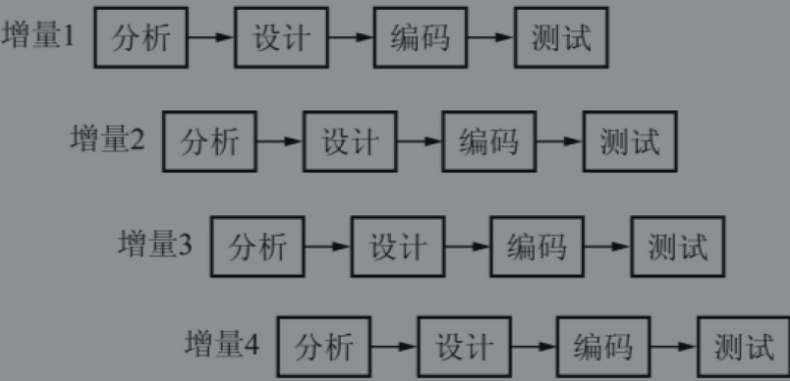 增量1 分析 设计 编码 测试
增量2 分析 设计 编码 测试
增量3 分析 设计 编码 测试
增量4 分析 设计 编码 测试